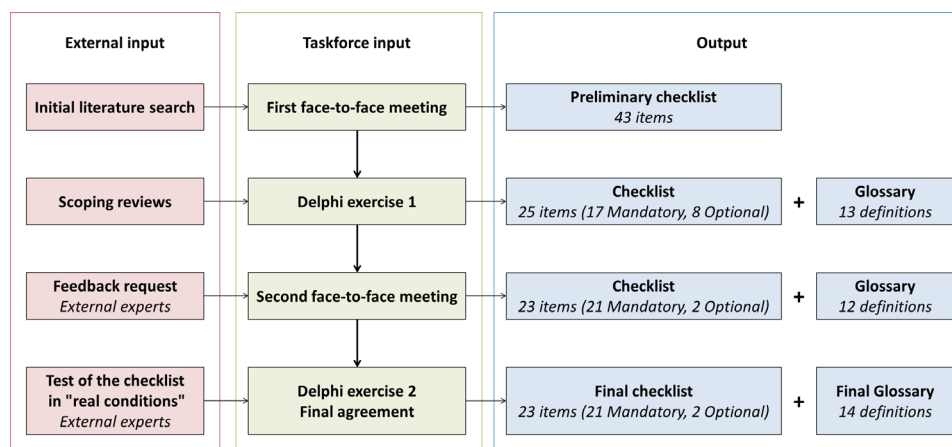 External input
Taskforce input
Output
Initial literature search
First face-to-face meeting
Preliminary checklist
43 items
Scoping reviews
Delphi exercise 1
Checklist
25 items (17 Mandatory, 8 Optional)
+
Glossary
13 definitions
Feedback request
External experts
Second face-to-face meeting
Checklist
23 items (21 Mandatory, 2 Optional)
+
Glossary
12 definitions
Test of the checklist
in "real conditions"
External experts
Delphi exercise 2
Final agreement
Final checklist
23 items (21 Mandatory, 2 Optional)
+
Final Glossary
14 definitions